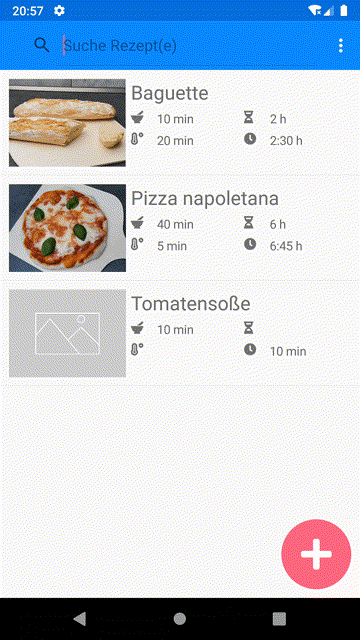 20:57
Suche Rezept(e)
Baguette
10 min 2 h
20 min 2:30 h
Pizza napoletana
40 min 6 h
5 min 6:45 h
Tomatensoße
10 min
10 min